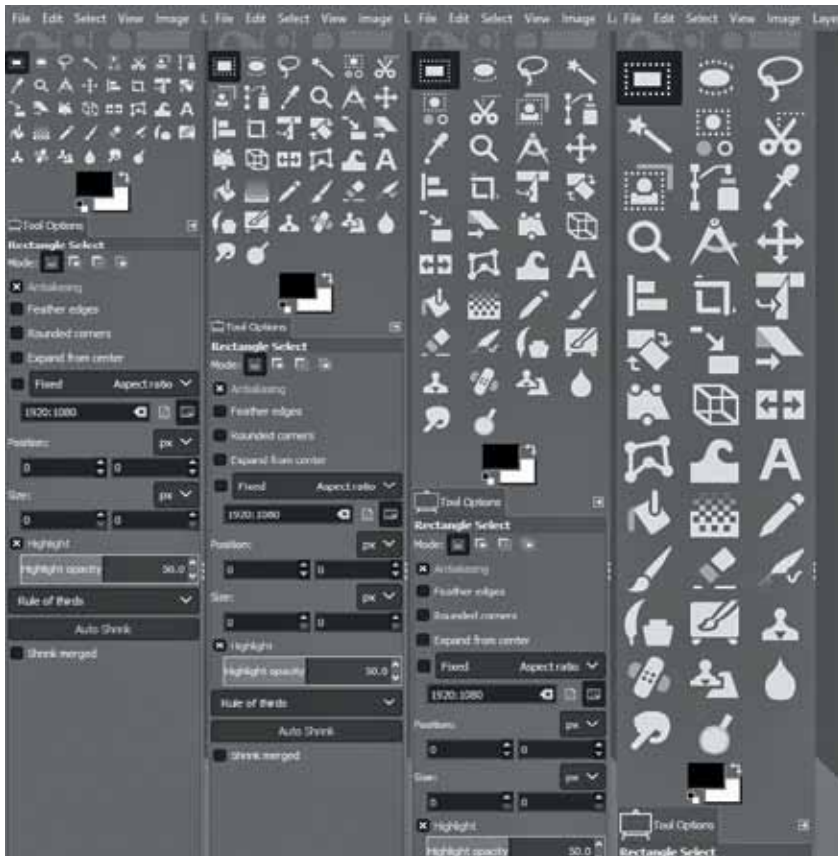 File Edit Select View Image L
Tool Options
Rectangle Select
Mode:
Antialiasing
Feather edges
Rounded corners
Expand from center
Fixed Aspect ratio
1920:1080
Position: px
0 0
Size: px
0 0
Highlight
Highlight opacity 50.0
Rule of thirds
Auto Shrink
Shrink merged
File Edit Select View Image L
A
Tool Options
Rectangle Select
Mode:
Antialiasing
Feather edges
Rounded corners
Expand from center
Fixed Aspect ratio
1920:1080
Position: px
0 0
Size: px
0 0
Highlight
Highlight opacity 50.0
Rule of thirds
Auto Shrink
Shrink merged
File Edit Select View Image
A
Tool Options
Rectangle Select
Mode:
Antialiasing
Feather edges
Rounded corners
Expand from center
Fixed Aspect ratio
1920:1080
Position: px
0 0
Size: px
0 0
Highlight
Highlight opacity 50.0
File Edit Select View Image Laye
A
Tool Options
Rectangle Select